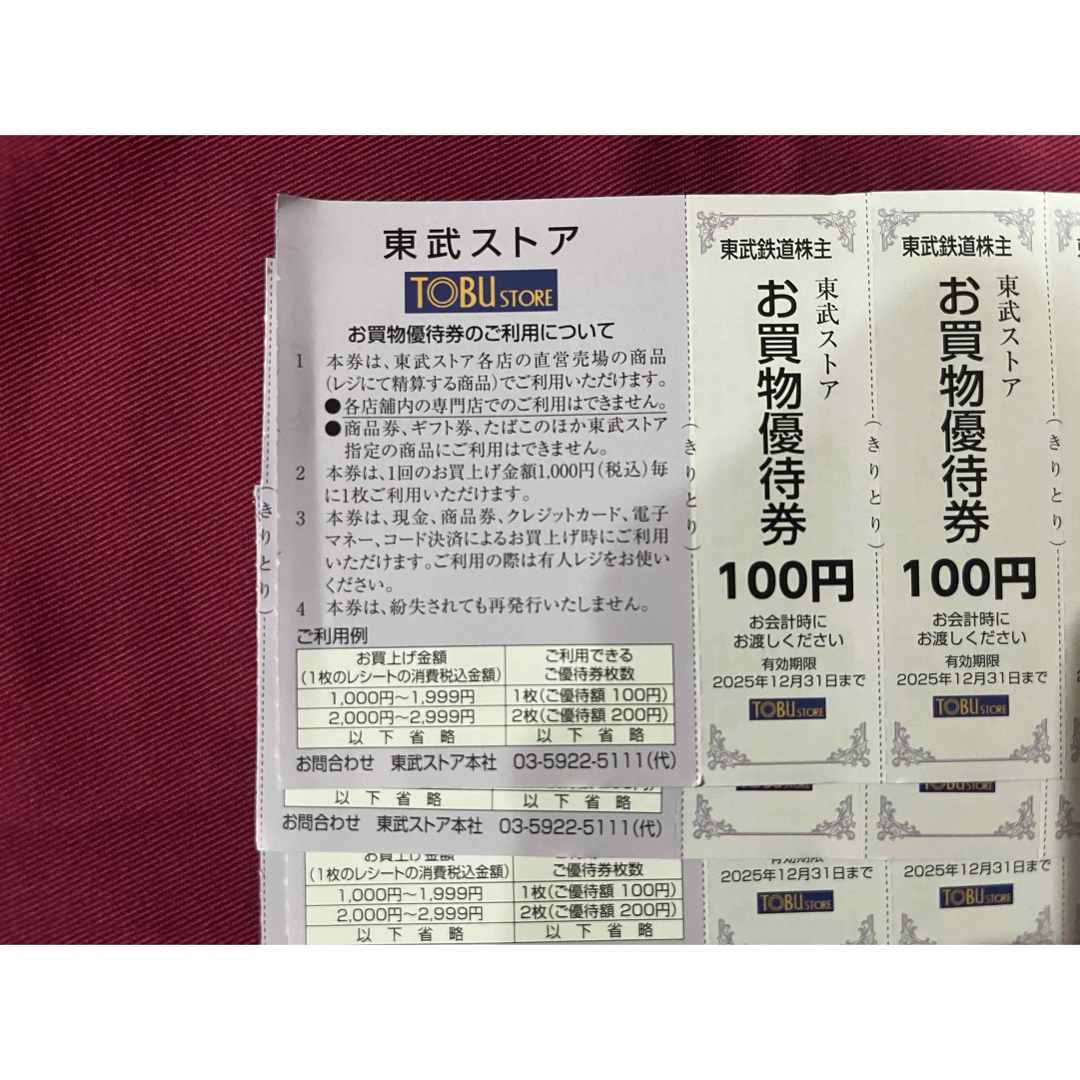 東武ストア
TOBU STORE
お買物優待券のご利用について
1 本券は、東武ストア各店の直営売場の商品
(レジにて精算する商品)でご利用いただけます。
●各店舗内の専門店でのご利用はできません。
●商品券、ギフト券、たばこのほか東武ストア
指定の商品にご利用はできません。
2 本券は、1回のお買上げ金額1,000円(税込)毎
に1枚ご利用いただけます。
3 本券は、現金、商品券、クレジットカード、電子
マネー、コード決済によるお買上げ時にご利用
いただけます。ご利用の際は有人レジをお使い
ください。
4 本券は、紛失されても再発行いたしません。
ご利用例
お買上げ金額
(1枚のレシートの消費税込金額)
ご利用できる
ご優待券枚数
1,000円〜1,999円 1枚(ご優待額 100円)
2,000円〜2,999円 2枚(ご優待額 200円)
以下省略 以下省略
お問合わせ 東武ストア本社 03-5922-5111(代)
(きりとり)
(きりとり)
東武鉄道株主
東武ストア
お買物優待券
100円
お会計時に
お渡しください
有効期限
2025年12月31日まで
TOBU STORE
(きりとり)
東武鉄道株主
東武ストア
お買物優待券
100円
お会計時に
お渡しください
有効期限
2025年12月31日まで
TOBU STORE
(きりとり)
以下省略 以下省略
お問合わせ 東武ストア本社 03-5922-5111(代)
TOBU STORE
TOBU STORE
お買上げ金額
(1枚のレシートの消費税込金額)
ご優待券枚数
1,000円〜1,999円 1枚(ご優待額 100円)
2,000円〜2,999円 2枚(ご優待額 200円)
以下省略 以下省略
有効期限
2025年12月31日まで
TOBU STORE
2025年12月31日まで
TOBU STORE